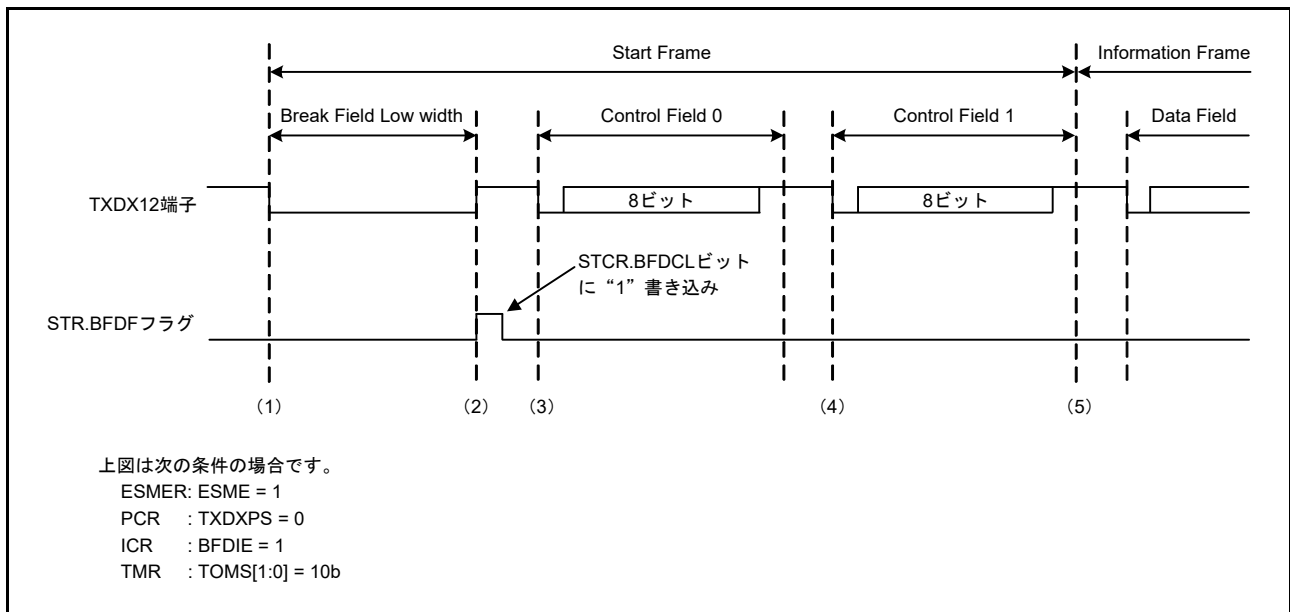 Start Frame
Information Frame
Break Field Low width
Control Field 0
Control Field 1
Data Field
TXDX12端子
8ビット
8ビット
STCR.BFDCLビット
に“1”書き込み
STR.BFDFフラグ
(1)
(2)
(3)
(4)
(5)
上図は次の条件の場合です。
ESMER: ESME = 1
PCR : TXDXPS = 0
ICR : BFDIE = 1
TMR : TOMS[1:0] = 10b